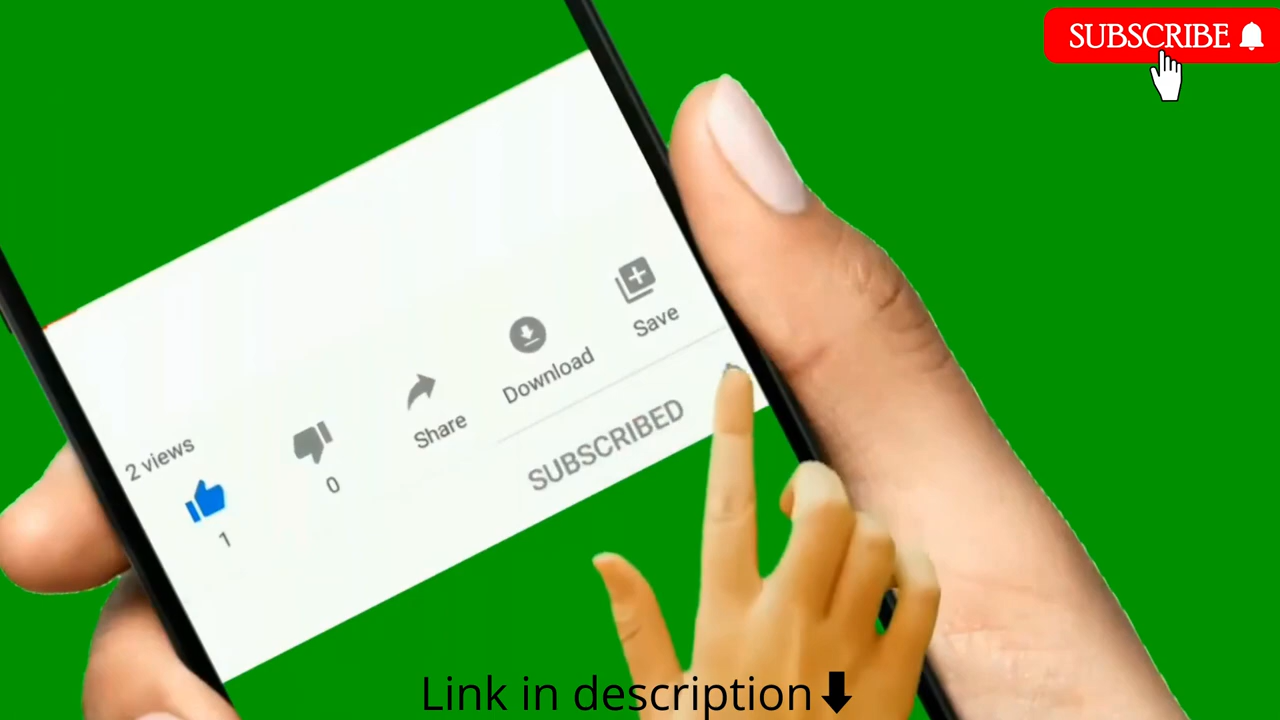 SUBSCRIBE
2 views
1
0
Share
Download
Save
SUBSCRIBED
Link in description